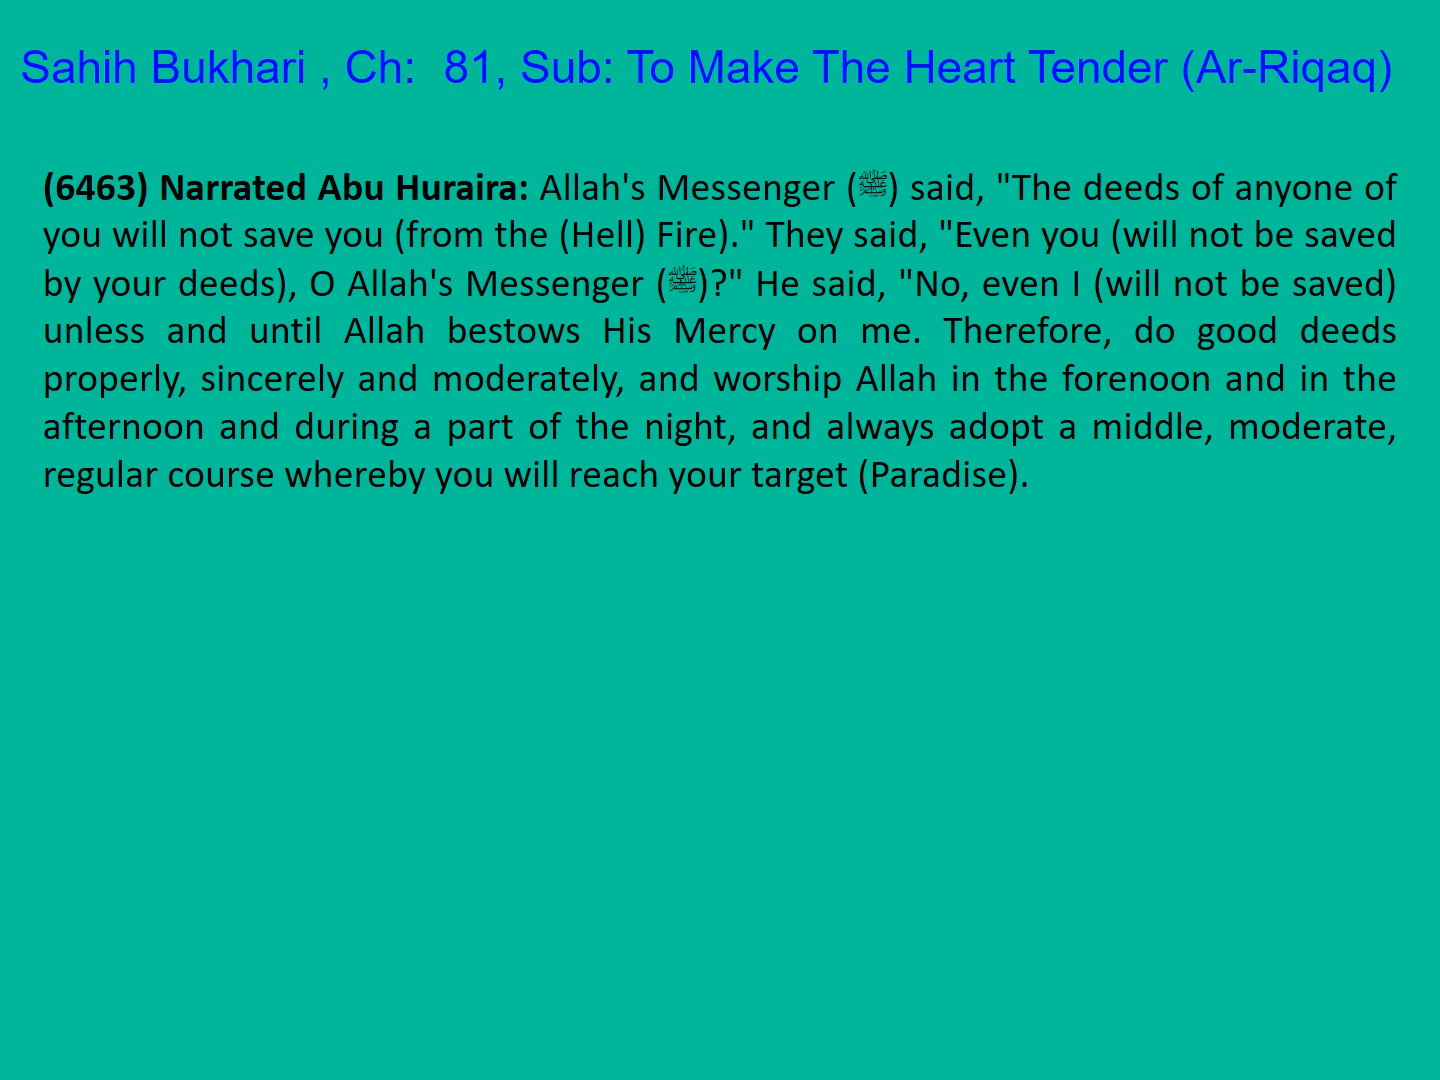 Sahih Bukhari , Ch:  81, Sub: To Make The Heart Tender (Ar-Riqaq)
(6463) Narrated Abu Huraira: Allah's Messenger (ﷺ) said, "The deeds of anyone of
you will not save you (from the (Hell) Fire)." They said, "Even you (will not be saved
by your deeds), O Allah's Messenger (ﷺ)?" He said, "No, even I (will not be saved)
unless and until Allah bestows His Mercy on me. Therefore, do good deeds
properly, sincerely and moderately, and worship Allah in the forenoon and in the
afternoon and during a part of the night, and always adopt a middle, moderate,
regular course whereby you will reach your target (Paradise).